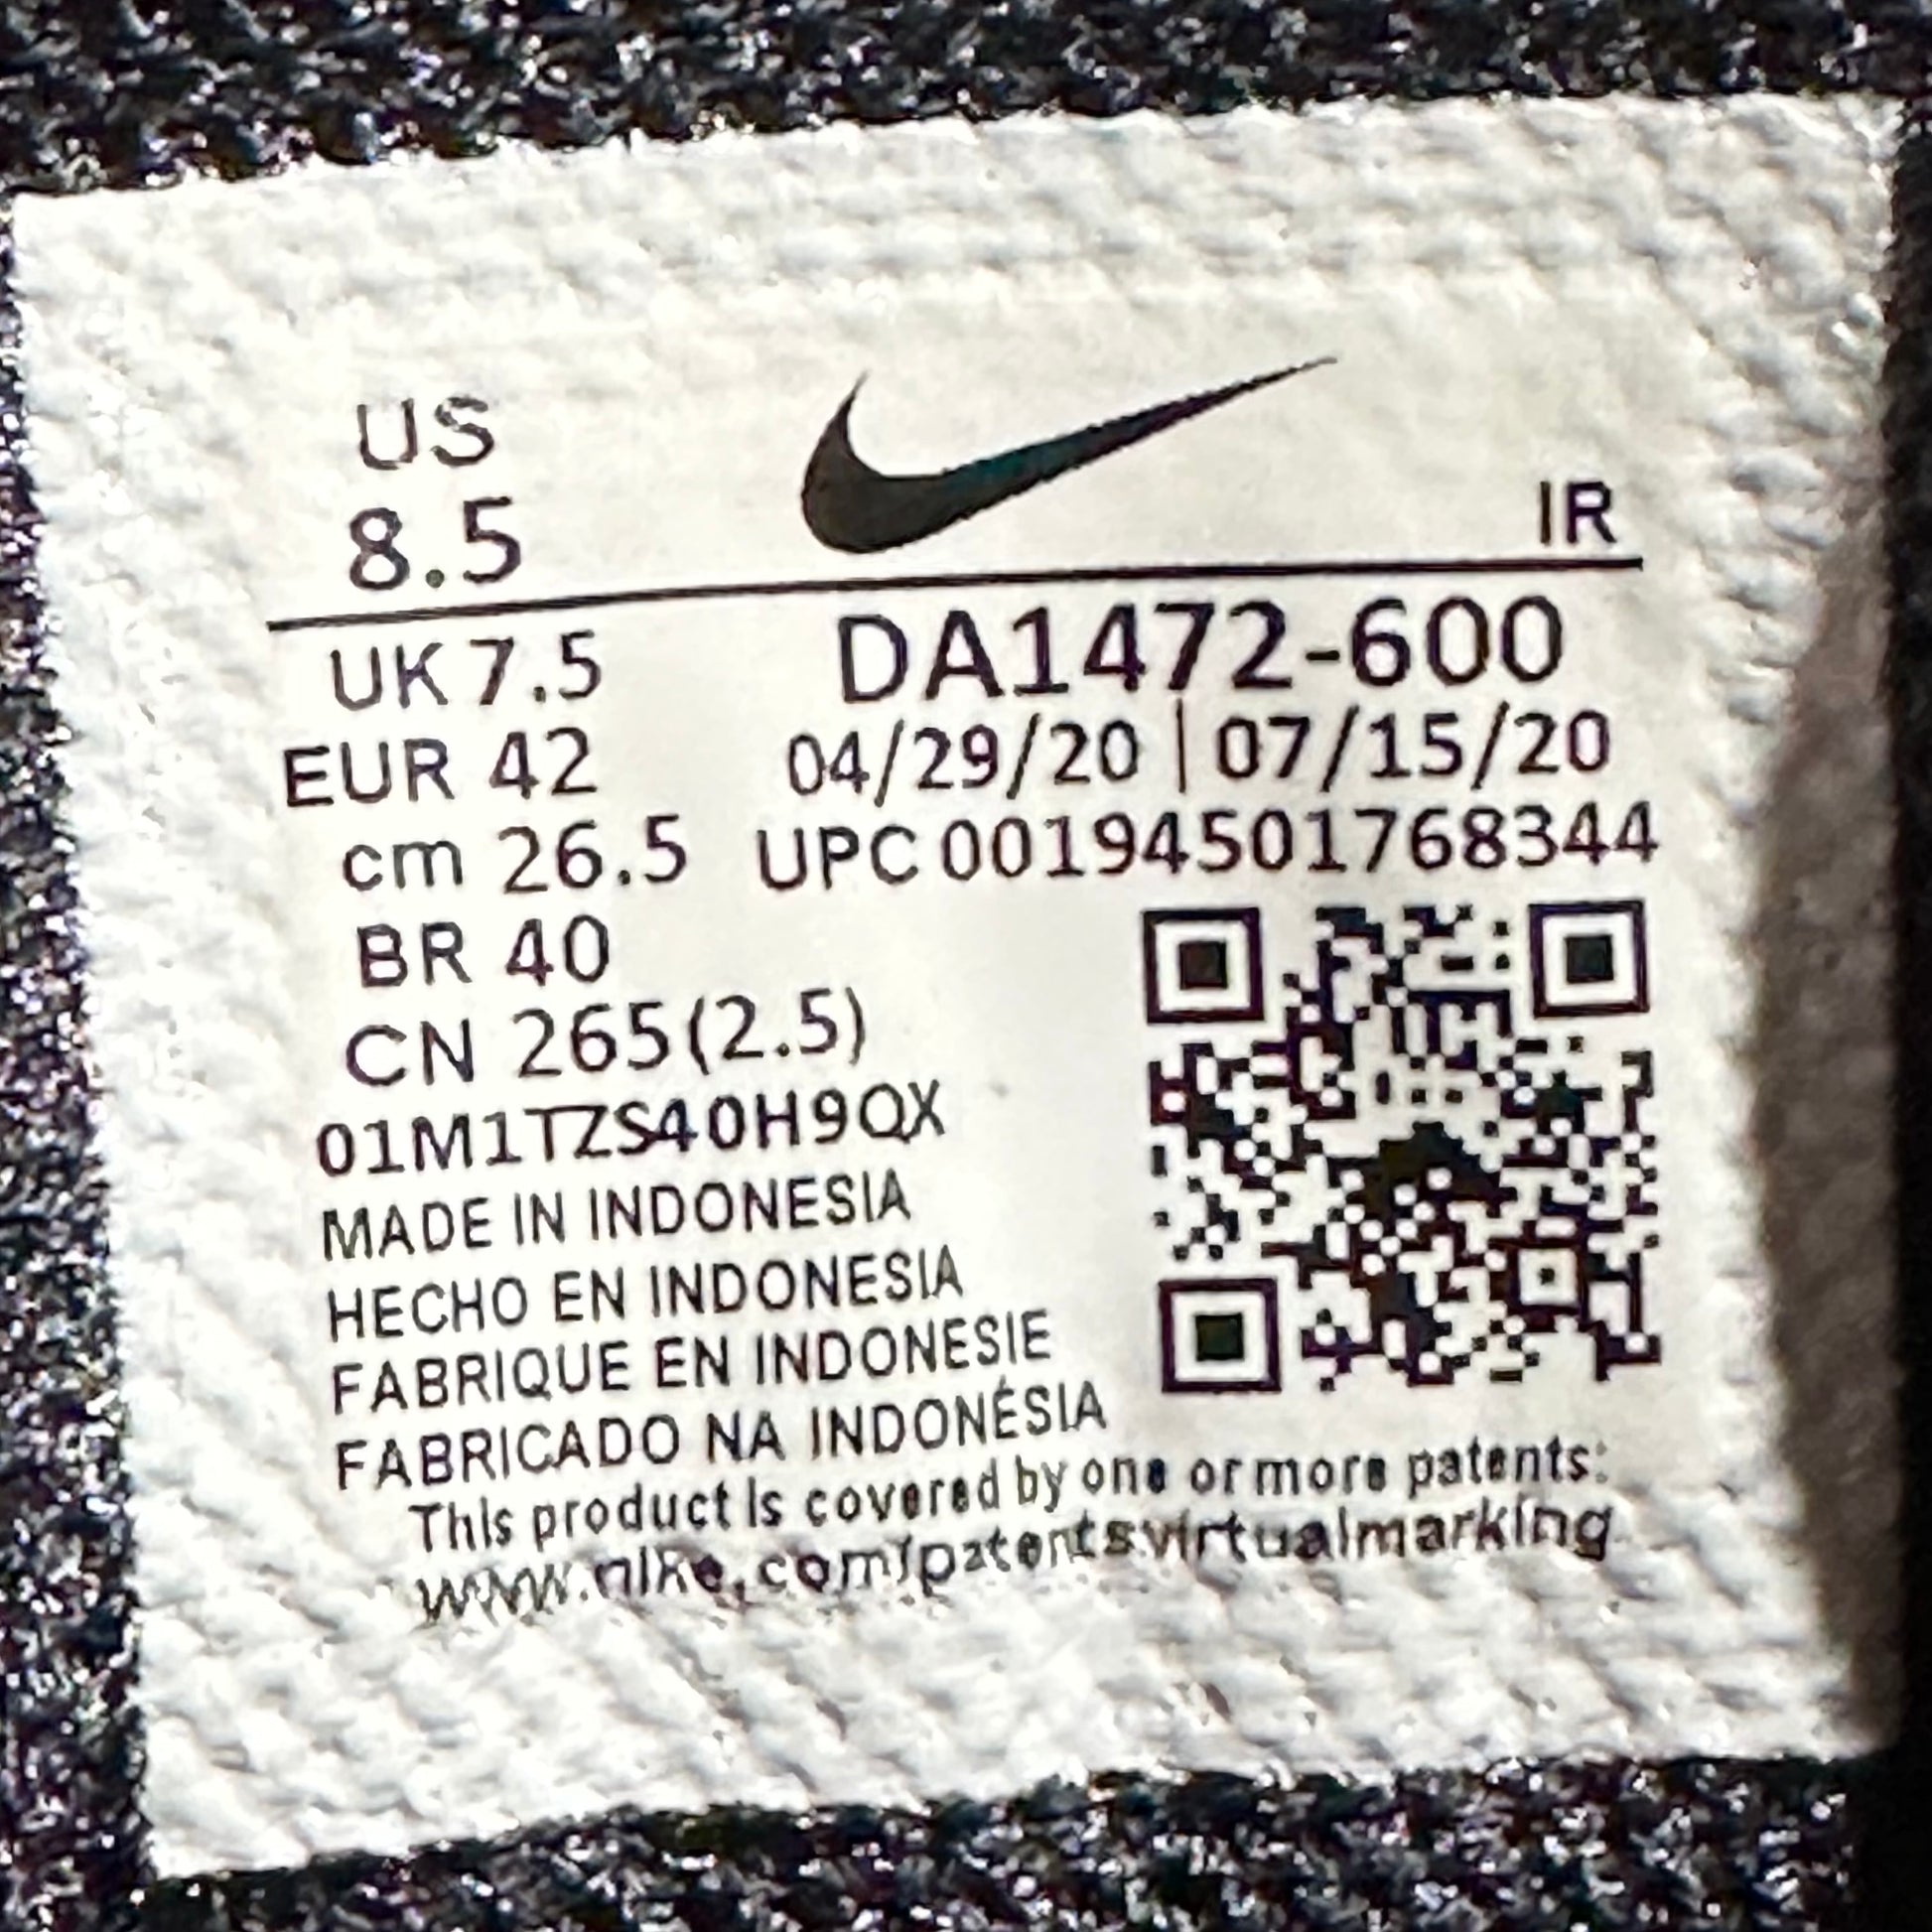 US
8.5
IR
UK 7.5
DA1472-600
EUR 42
04/29/20 | 07/15/20
cm 26.5
UPC 00194501768344
BR 40
CN 265(2.5)
01M1TZS40H9QX
MADE IN INDONESIA
HECHO EN INDONESIA
FABRIQUE EN INDONESIE
FABRICADO NA INDONÉSIA
This product is covered by one or more patents:
www.nike.com/patentsvirtualmarking